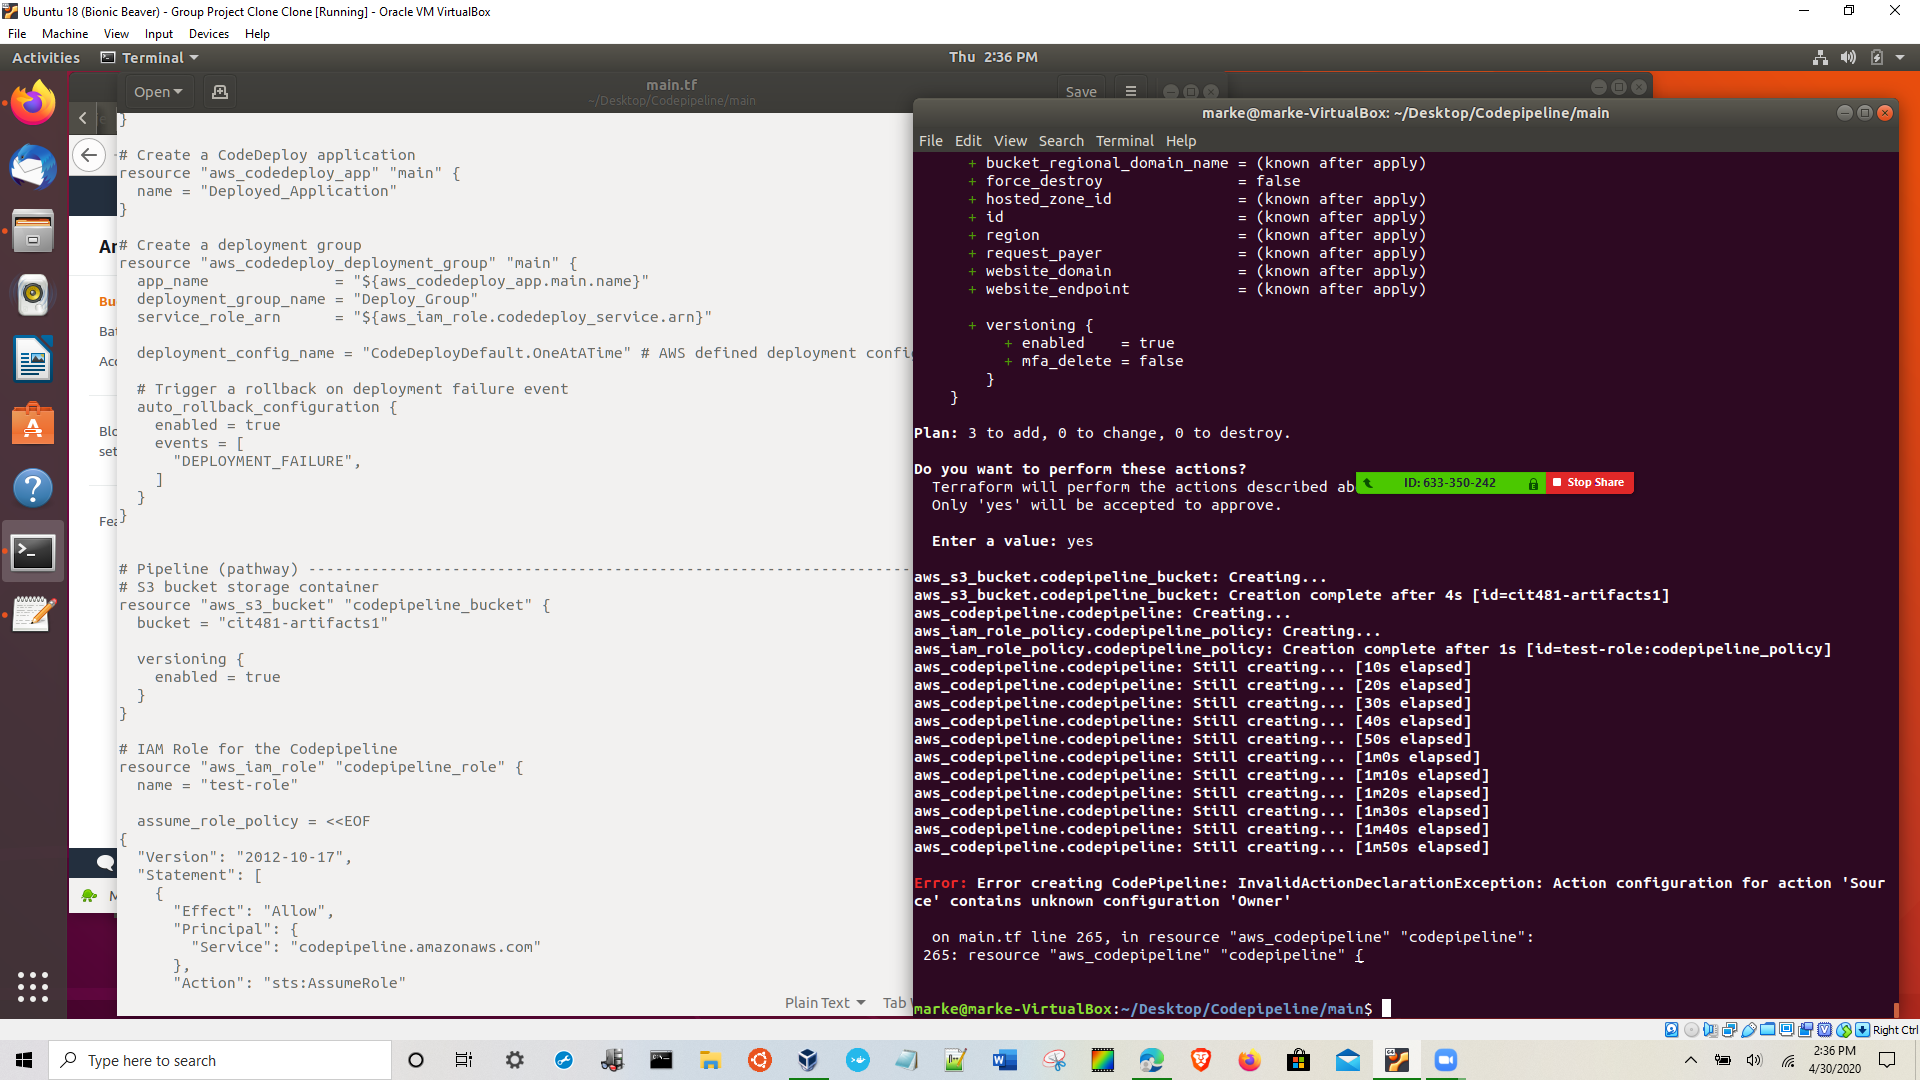 Ubuntu 18 (Bionic Beaver) - Group Project Clone Clone [Running] - Oracle VM VirtualBox
File Machine View Input Devices Help
Activities Terminal Thu 2:36 PM
Open main.tf Save
~/Desktop/Codepipeline/main
}
# Create a CodeDeploy application
resource "aws_codedeploy_app" "main" {
name = "Deployed_Application"
}
# Create a deployment group
resource "aws_codedeploy_deployment_group" "main" {
app_name = "${aws_codedeploy_app.main.name}"
deployment_group_name = "Deploy_Group"
service_role_arn = "${aws_iam_role.codedeploy_service.arn}"
deployment_config_name = "CodeDeployDefault.OneAtATime" # AWS defined deployment
# Trigger a rollback on deployment failure event
auto_rollback_configuration {
enabled = true
events = [
"DEPLOYMENT_FAILURE",
]
}
}
# Pipeline (pathway) -------------------------------------------------------------------
# S3 bucket storage container
resource "aws_s3_bucket" "codepipeline_bucket" {
bucket = "cit481-artifacts1"
versioning {
enabled = true
}
}
# IAM Role for the Codepipeline
resource "aws_iam_role" "codepipeline_role" {
name = "test-role"
assume_role_policy = <<EOF
{
"Version": "2012-10-17",
"Statement": [
{
"Effect": "Allow",
"Principal": {
"Service": "codepipeline.amazonaws.com"
},
"Action": "sts:AssumeRole"
Plain Text Tab
marke@marke-VirtualBox: ~/Desktop/Codepipeline/main
File Edit View Search Terminal Help
+ bucket_regional_domain_name = (known after apply)
+ force_destroy = false
+ hosted_zone_id = (known after apply)
+ id = (known after apply)
+ region = (known after apply)
+ request_payer = (known after apply)
+ website_domain = (known after apply)
+ website_endpoint = (known after apply)
+ versioning {
+ enabled = true
+ mfa_delete = false
}
}
Plan: 3 to add, 0 to change, 0 to destroy.
Do you want to perform these actions?
Terraform will perform the actions described ab
Only 'yes' will be accepted to approve.
ID: 633-350-242 Stop Share
Enter a value: yes
aws_s3_bucket.codepipeline_bucket: Creating...
aws_s3_bucket.codepipeline_bucket: Creation complete after 4s [id=cit481-artifacts1]
aws_codepipeline.codepipeline: Creating...
aws_iam_role_policy.codepipeline_policy: Creating...
aws_iam_role_policy.codepipeline_policy: Creation complete after 1s [id=test-role:codepipeline_policy]
aws_codepipeline.codepipeline: Still creating... [10s elapsed]
aws_codepipeline.codepipeline: Still creating... [20s elapsed]
aws_codepipeline.codepipeline: Still creating... [30s elapsed]
aws_codepipeline.codepipeline: Still creating... [40s elapsed]
aws_codepipeline.codepipeline: Still creating... [50s elapsed]
aws_codepipeline.codepipeline: Still creating... [1m0s elapsed]
aws_codepipeline.codepipeline: Still creating... [1m10s elapsed]
aws_codepipeline.codepipeline: Still creating... [1m20s elapsed]
aws_codepipeline.codepipeline: Still creating... [1m30s elapsed]
aws_codepipeline.codepipeline: Still creating... [1m40s elapsed]
aws_codepipeline.codepipeline: Still creating... [1m50s elapsed]
Error: Error creating CodePipeline: InvalidActionDeclarationException: Action configuration for action 'Sour
ce' contains unknown configuration 'Owner'
on main.tf line 265, in resource "aws_codepipeline" "codepipeline":
265: resource "aws_codepipeline" "codepipeline" {
marke@marke-VirtualBox:~/Desktop/Codepipeline/main$
Right Ctrl
Type here to search
2:36 PM
4/30/2020